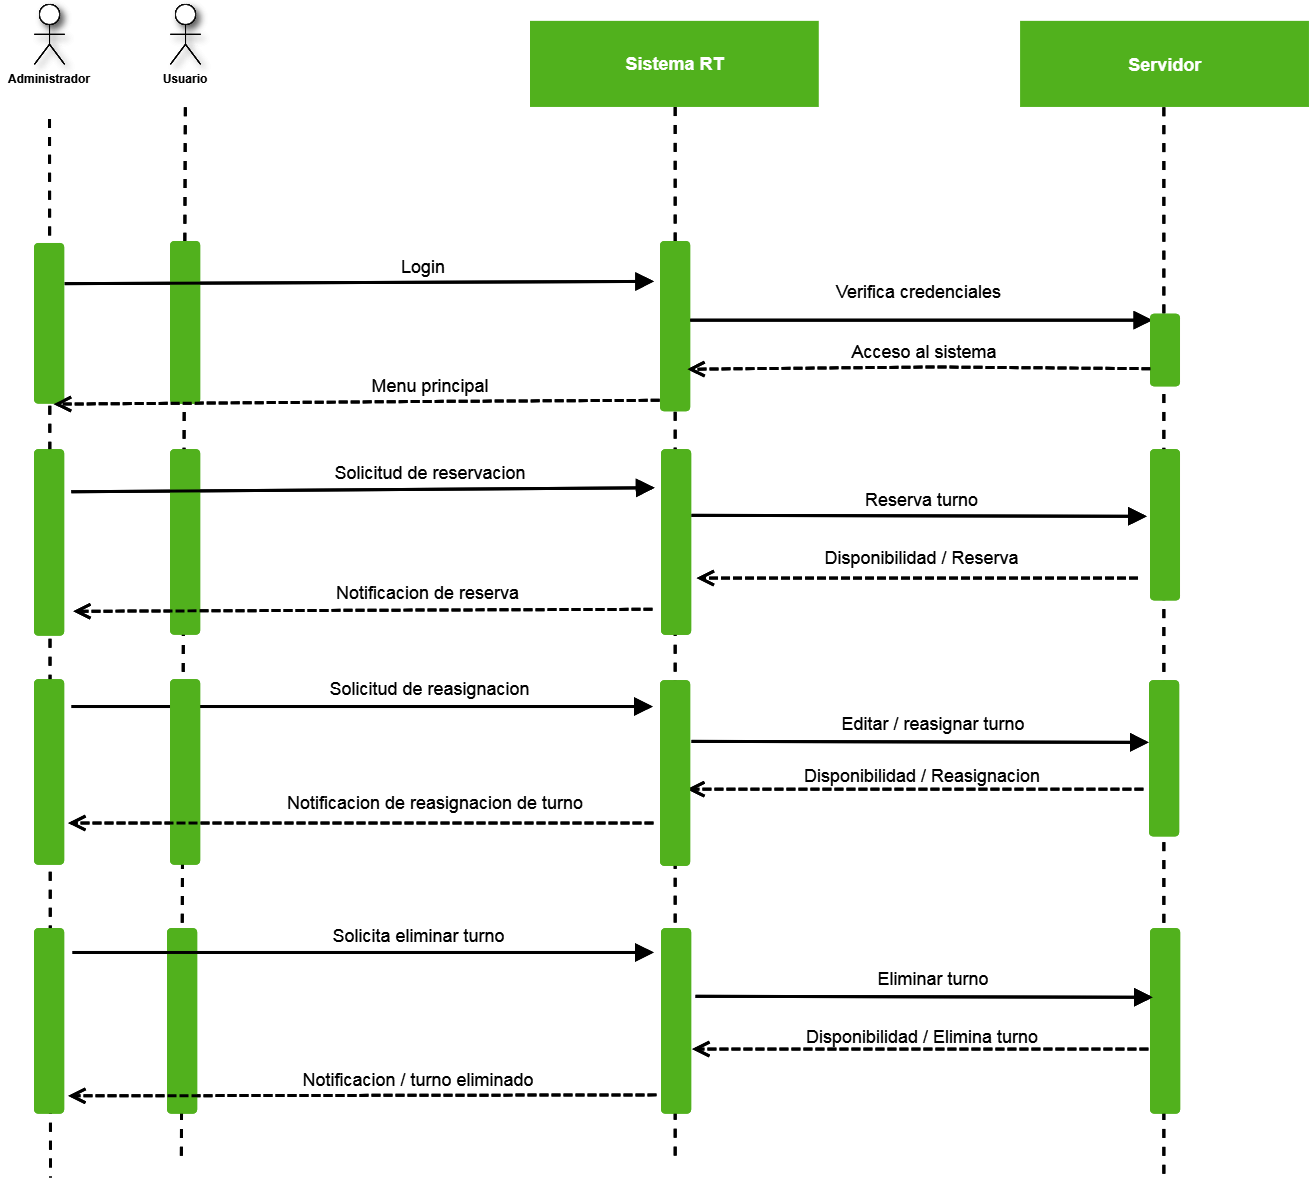 Administrador
Usuario
Sistema RT
Servidor
Login
Verifica credenciales
Acceso al sistema
Menu principal
Solicitud de reservacion
Reserva turno
Disponibilidad / Reserva
Notificacion de reserva
Solicitud de reasignacion
Editar / reasignar turno
Disponibilidad / Reasignacion
Notificacion de reasignacion de turno
Solicita eliminar turno
Eliminar turno
Disponibilidad / Elimina turno
Notificacion / turno eliminado